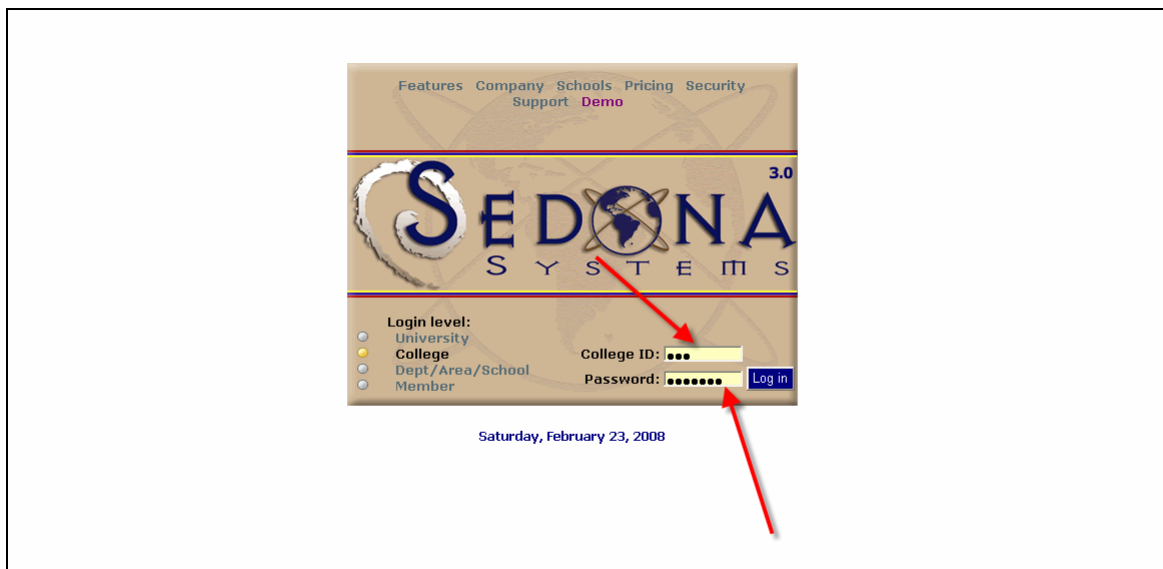 Features Company Schools Pricing Security
Support Demo
3.0
SEDONA
SYSTEMS
Login level:
University
College
Dept/Area/School
Member
College ID: •••
Password: •••••••
Log in
Saturday, February 23, 2008